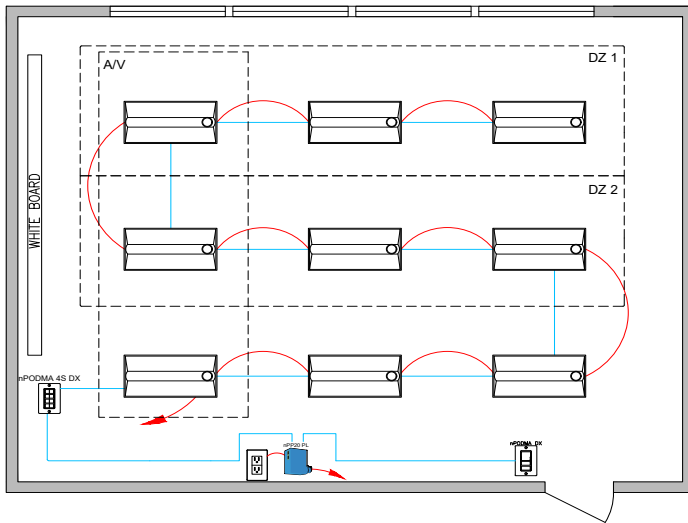 A/V
DZ 1
DZ 2
WHITE BOARD
nPODMA 4S DX
nPP20 PL
nPODMA DX